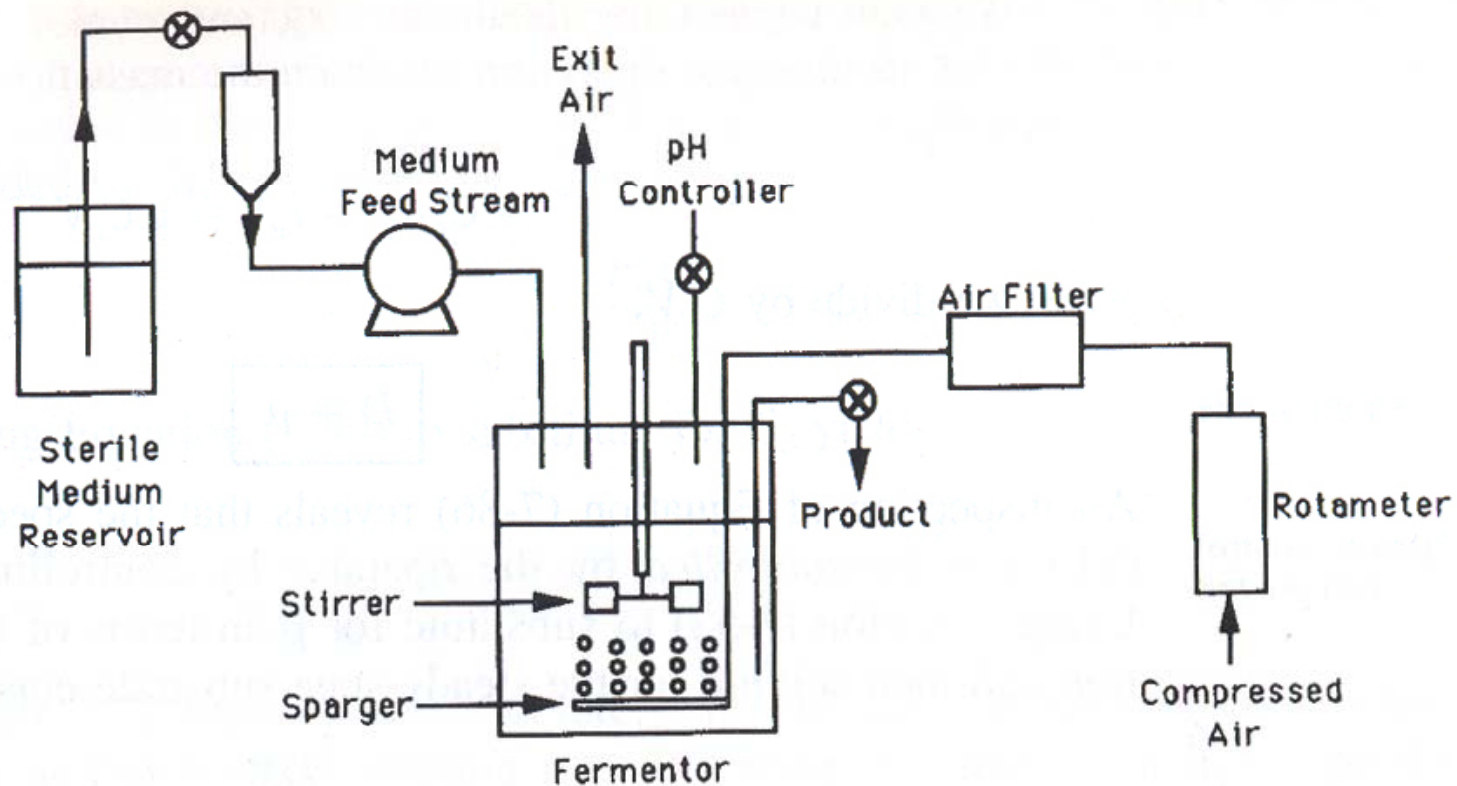 Exit
Air
Medium
Feed Stream
pH
Controller
Air Filter
Sterile
Medium
Reservoir
Product
Rotameter
Stirrer
Sparger
Compressed
Air
Fermentor